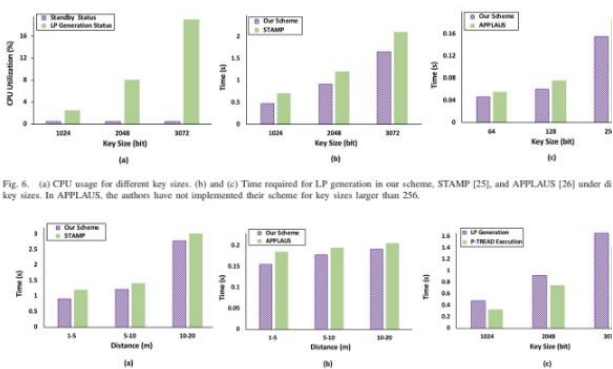 Standby Status
LP Generation Status
CPU Utilization (%)
16
12
8
4
0
1024 2048 3072
Key Size (bit)
(a)
Our Scheme
STAMP
Time (s)
2
1.5
1
0.5
0
1024 2048 3072
Key Size (bit)
(b)
Our Scheme
APPLAUS
Time (s)
0.16
0.12
0.08
0.04
0
64 128
Key Size (bit)
(c)
Fig. 6. (a) CPU usage for different key sizes. (b) and (c) Time required for LP generation in our scheme, STAMP [25], and APPLAUS [26] under di
key sizes. In APPLAUS, the authors have not implemented their scheme for key sizes larger than 256.
Our Scheme
STAMP
Time (s)
3
2.5
2
1.5
1
0.5
0
1-5 5-10 10-20
Distance (m)
(a)
Our Scheme
APPLAUS
Time (s)
0.2
0.15
0.1
0.05
0
1-5 5-10 10-20
Distance (m)
(b)
LP Generation
P-TREAD Execution
Time (s)
1.6
1.4
1.2
1
0.8
0.6
0.4
0.2
0
1024 2048 307
Key Size (bit)
(c)